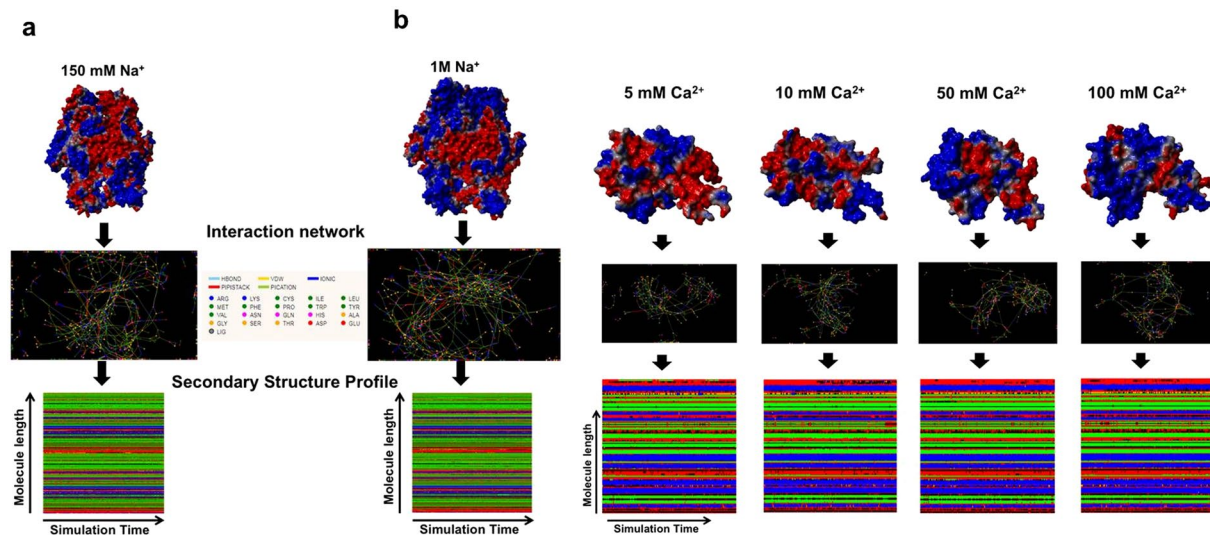 a
b
150 mM Na⁺
1M Na⁺
5 mM Ca²⁺
10 mM Ca²⁺
50 mM Ca²⁺
100 mM Ca²⁺
Interaction network
HBOND VDW IONIC
PIPISTACK PICATION
ARG LYS CYS ILE LEU
MET PHE PRO TRP TYR
VAL ASN GLN HIS ALA
GLY SER THR ASP GLU
LIG
Secondary Structure Profile
Molecule length
Simulation Time
Molecule length
Simulation Time
Molecule length
Simulation Time